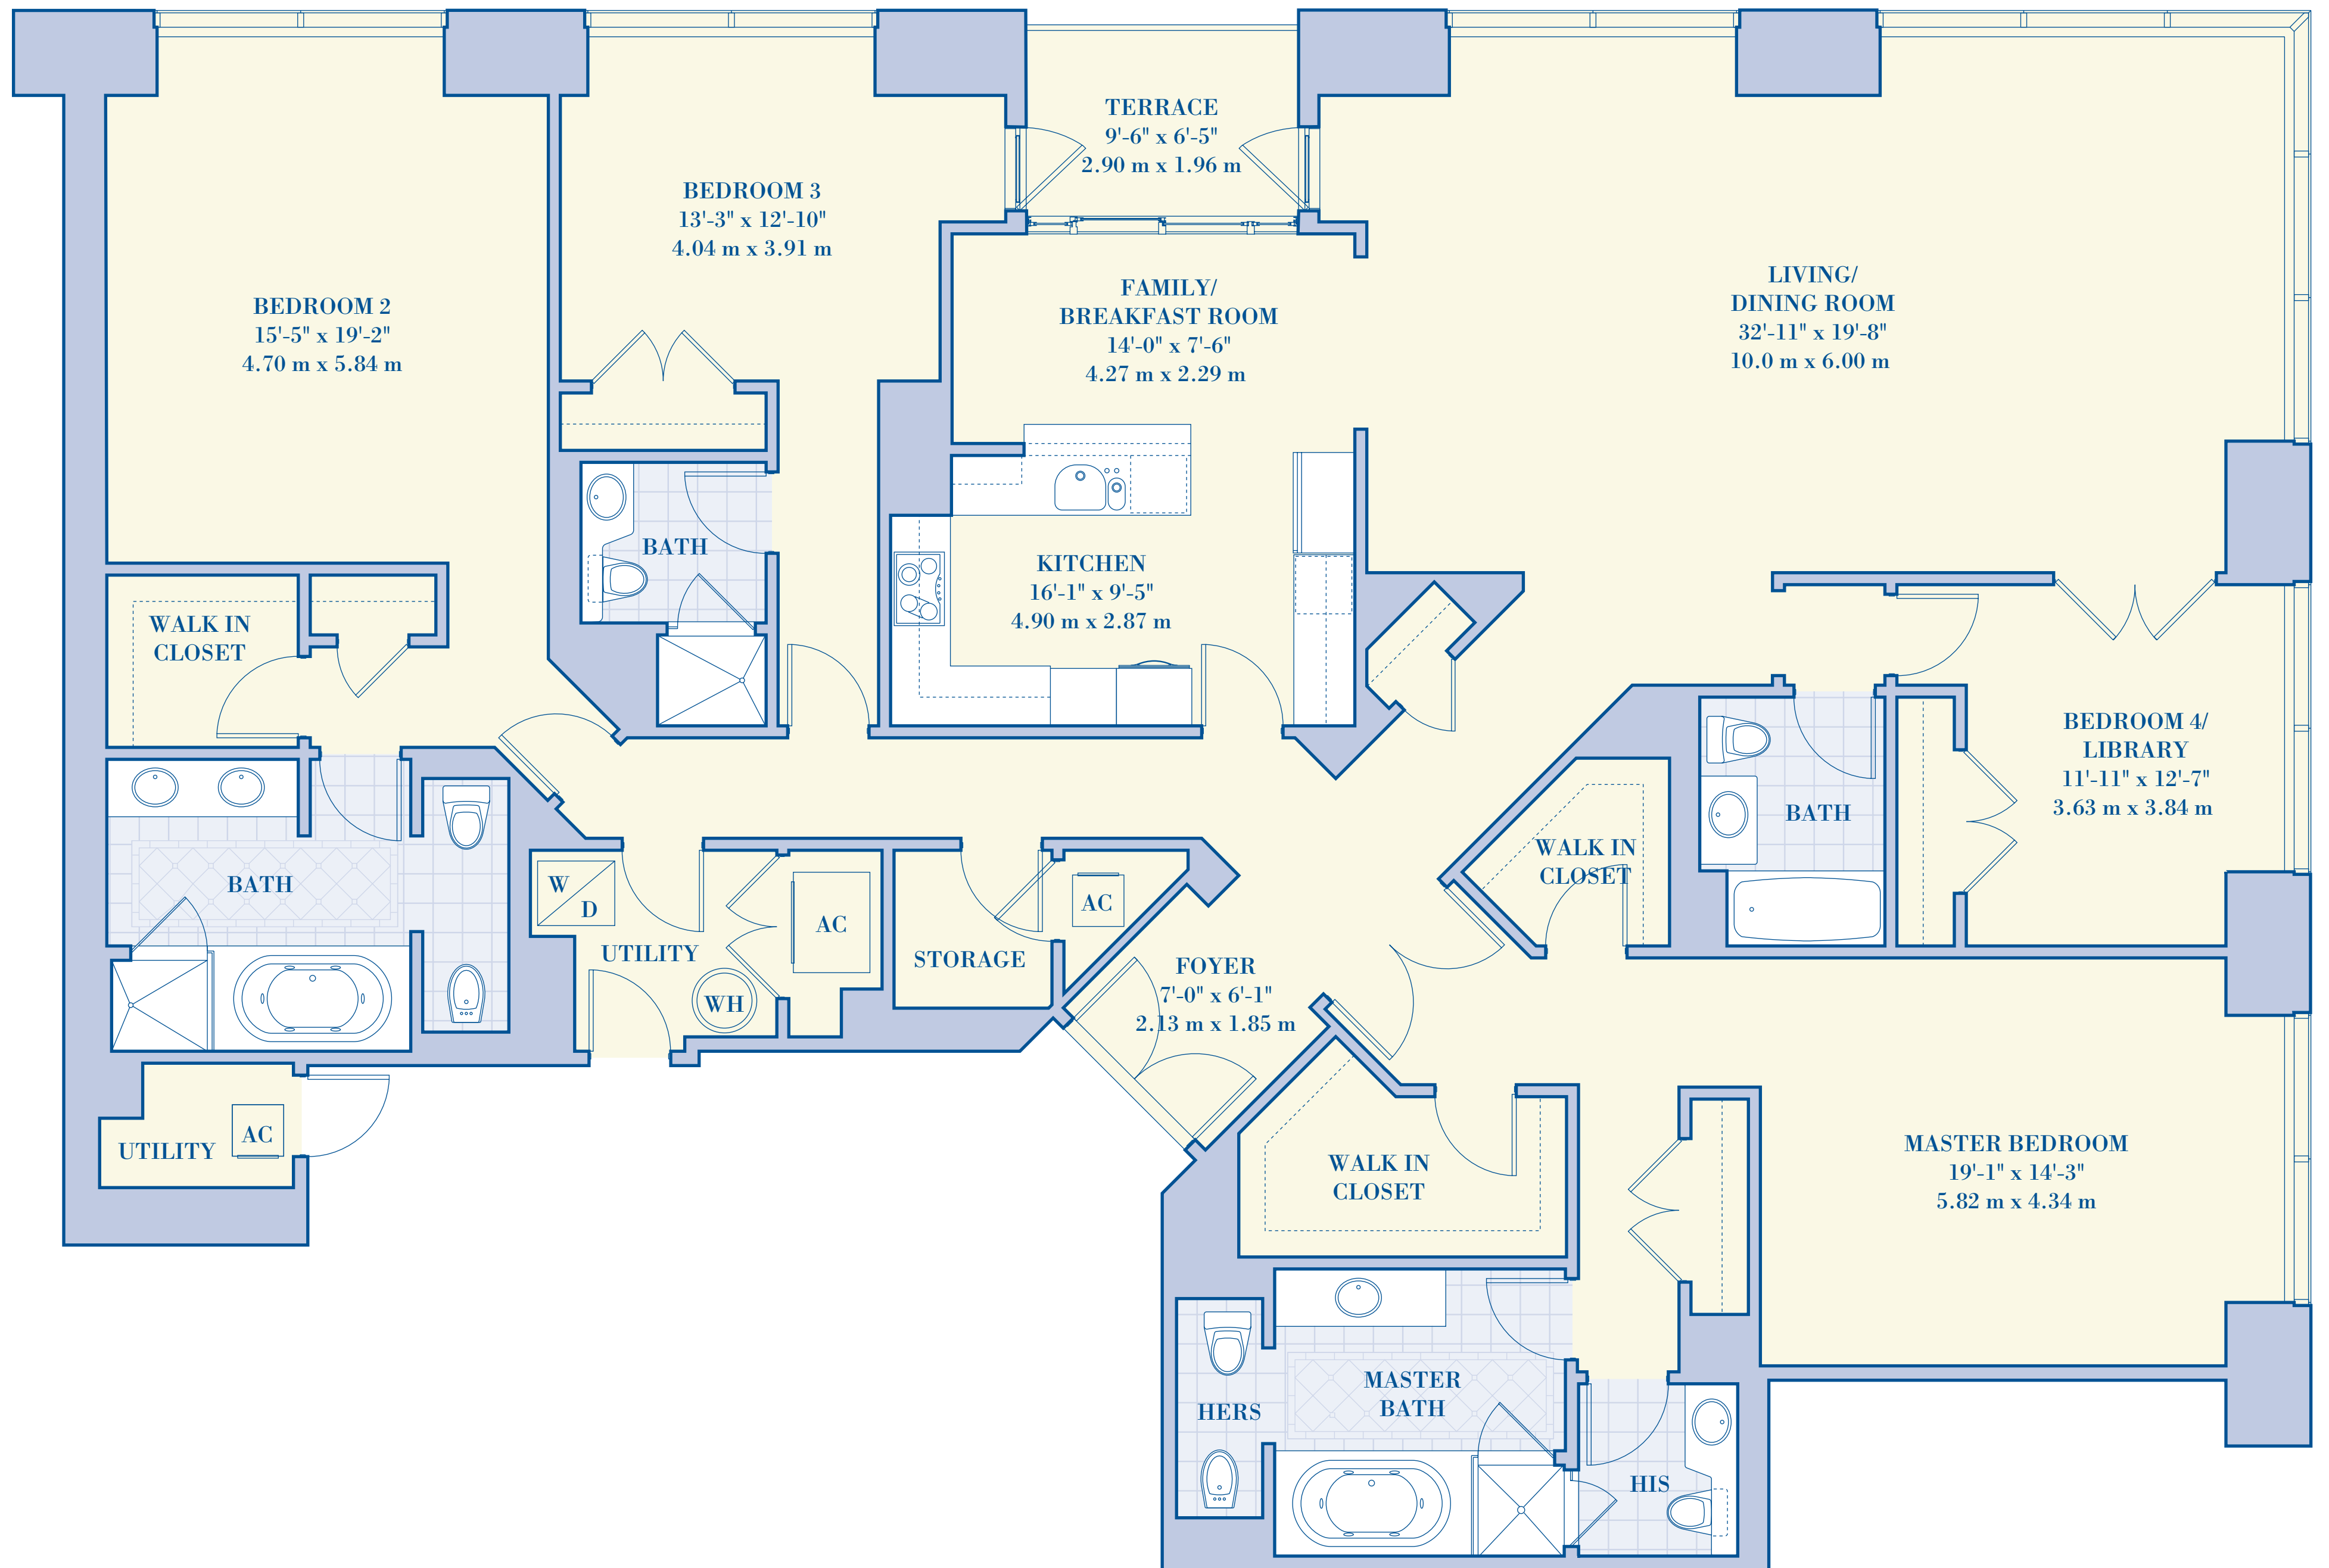 TERRACE
9'-6" x 6'-5"
2.90 m x 1.96 m
BEDROOM 3
13'-3" x 12'-10"
4.04 m x 3.91 m
BEDROOM 2
15'-5" x 19'-2"
4.70 m x 5.84 m
FAMILY/
BREAKFAST ROOM
14'-0" x 7'-6"
4.27 m x 2.29 m
LIVING/
DINING ROOM
32'-11" x 19'-8"
10.0 m x 6.00 m
BATH
KITCHEN
16'-1" x 9'-5"
4.90 m x 2.87 m
WALK IN
CLOSET
BEDROOM 4/
LIBRARY
11'-11" x 12'-7"
3.63 m x 3.84 m
BATH
WALK IN
CLOSET
BATH
W
D
UTILITY
AC
WH
STORAGE
AC
FOYER
7'-0" x 6'-1"
2.13 m x 1.85 m
UTILITY
AC
WALK IN
CLOSET
MASTER BEDROOM
19'-1" x 14'-3"
5.82 m x 4.34 m
HERS
MASTER
BATH
HIS